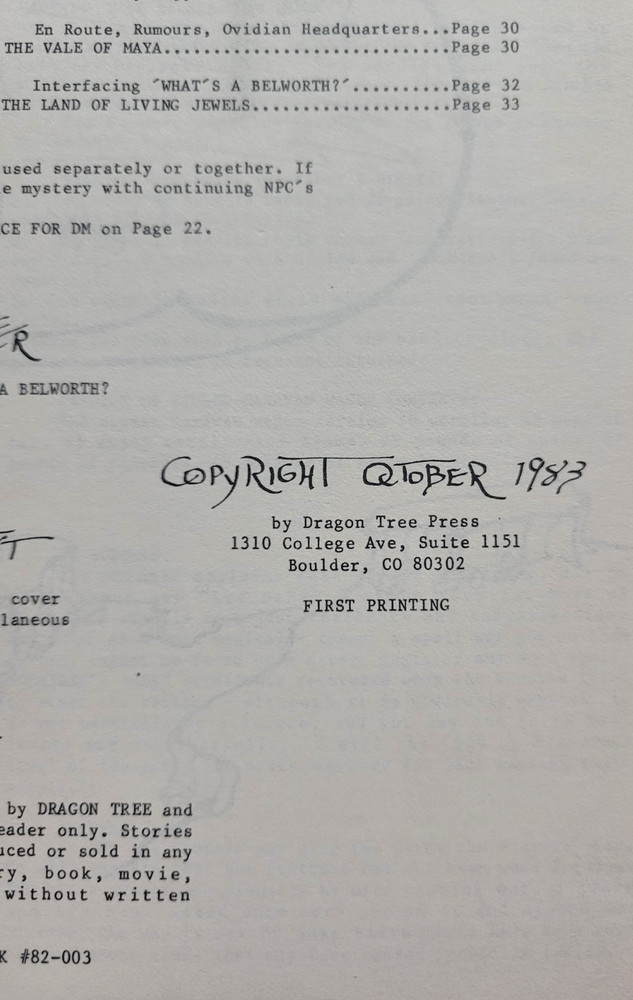 En Route, Rumours, Ovidian Headquarters...Page 30
THE VALE OF MAYA............................Page 30
Interfacing ´WHAT´S A BELWORTH?´..........Page 32
THE LAND OF LIVING JEWELS...................Page 33
used separately or together. If
e mystery with continuing NPC´s
CE FOR DM on Page 22.
ER
A BELWORTH?
COPYRIGHT OCTOBER 1983
by Dragon Tree Press
1310 College Ave, Suite 1151
Boulder, CO 80302
FIRST PRINTING
ET
cover
laneous
by DRAGON TREE and
eader only. Stories
uced or sold in any
ry, book, movie,
without written
K #82-003